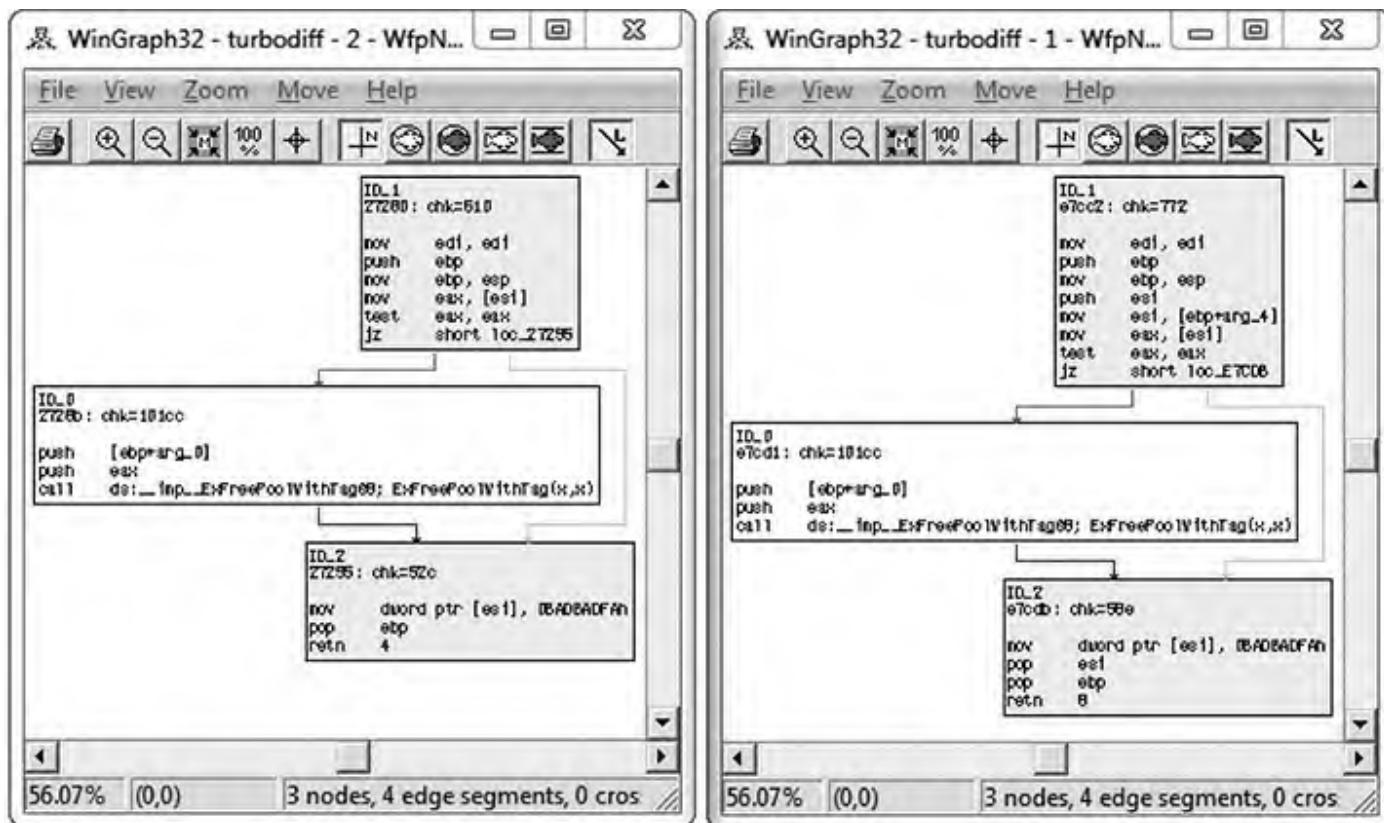 WinGraph32 - turbodiff - 2 - WfpN...
File View Zoom Move Help
100 %
ID_1
27280: chk=610
mov edi, edi
push ebp
mov ebp, esp
mov eax, [esi]
test eax, eax
jz short loc_27295
ID_0
2728b: chk=101cc
push [ebp+arg_0]
push eax
call ds:__imp__ExFreePoolWithTag@8; ExFreePoolWithTag(x,x)
ID_2
27295: chk=52c
mov dword ptr [esi], 0BADBADFAh
pop ebp
retn 4
56.07% (0,0) 3 nodes, 4 edge segments, 0 cros
WinGraph32 - turbodiff - 1 - WfpN...
File View Zoom Move Help
100 %
ID_1
e7cc2: chk=772
mov edi, edi
push ebp
mov ebp, esp
push esi
mov esi, [ebp+arg_4]
mov eax, [esi]
test eax, eax
jz short loc_E7CDB
ID_0
e7cd1: chk=101cc
push [ebp+arg_0]
push eax
call ds:__imp__ExFreePoolWithTag@8; ExFreePoolWithTag(x,x)
ID_2
e7cdb: chk=58e
mov dword ptr [esi], 0BADBADFAh
pop esi
pop ebp
retn 8
56.07% (0,0) 3 nodes, 4 edge segments, 0 cros